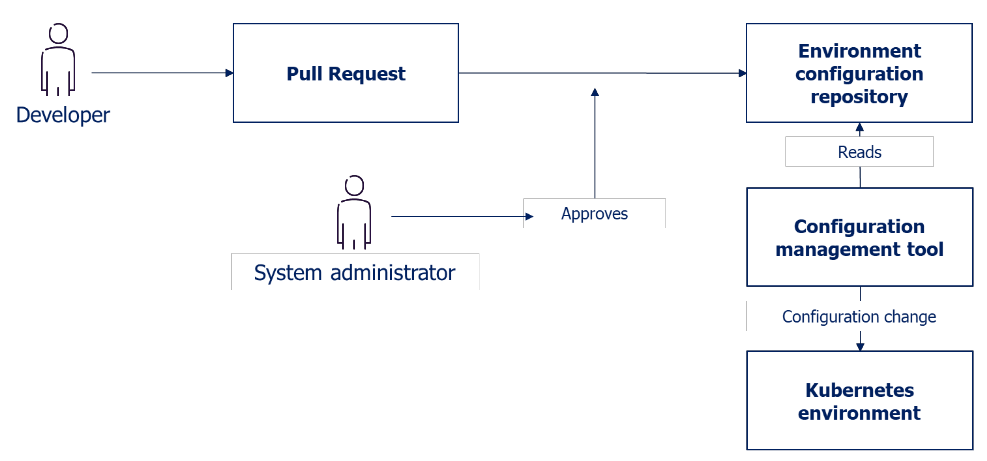 Developer
Pull Request
Environment
configuration
repository
Reads
Approves
System administrator
Configuration
management tool
Configuration change
Kubernetes
environment